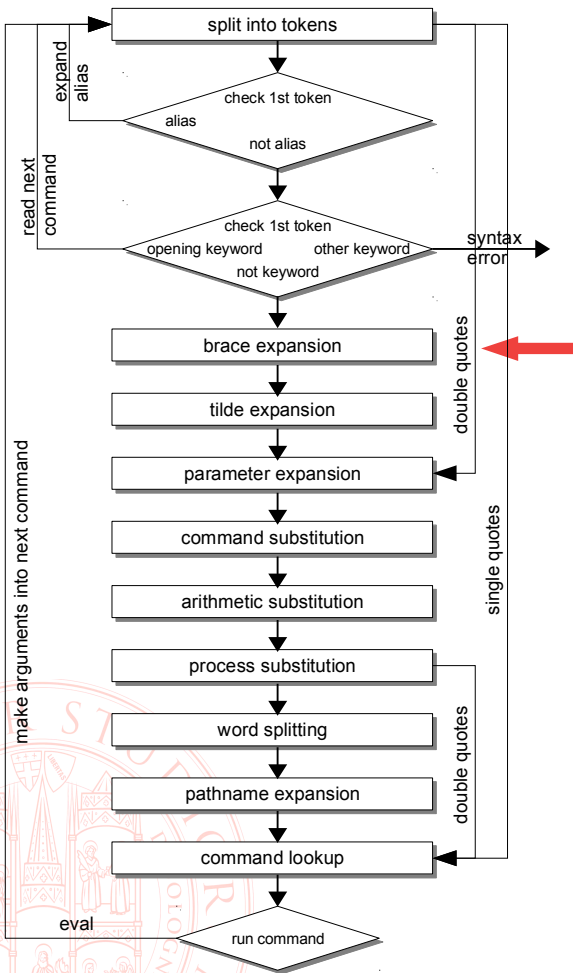 split into tokens
expand
alias
check 1st token
alias
not alias
read next
command
check 1st token
opening keyword
other keyword
not keyword
syntax
error
brace expansion
double quotes
tilde expansion
parameter expansion
command substitution
single quotes
arithmetic substitution
make arguments into next command
process substitution
word splitting
double quotes
pathname expansion
command lookup
eval
run command